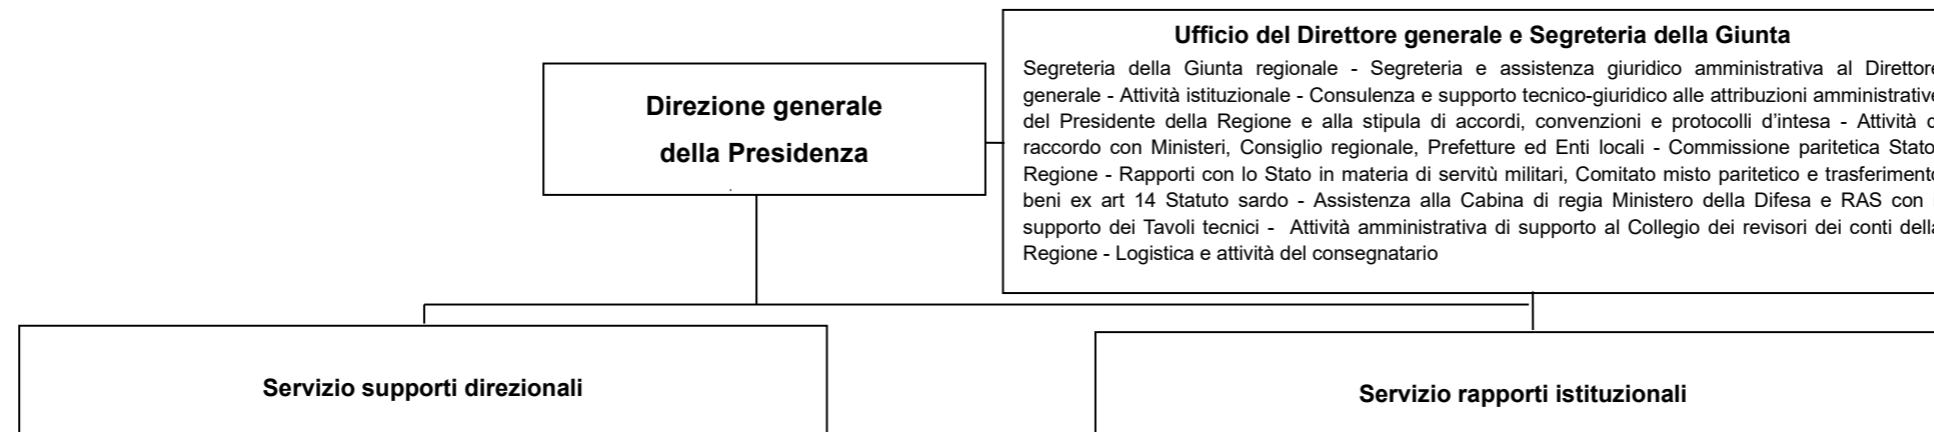 Ufficio del Direttore generale e Segreteria della Giunta
Direzione generale
della Presidenza
Segreteria della Giunta regionale - Segreteria e assistenza giuridico amministrativa al Direttore
generale - Attività istituzionale - Consulenza e supporto tecnico-giuridico alle attribuzioni amministrative
del Presidente della Regione e alla stipula di accordi, convenzioni e protocolli d’intesa - Attività
raccordo con Ministeri, Consiglio regionale, Prefetture ed Enti locali - Commissione paritetica Stato
Regione - Rapporti con lo Stato in materia di servitù militari, Comitato misto paritetico e trasferimento
beni ex art 14 Statuto sardo - Assistenza alla Cabina di regia Ministero della Difesa e RAS con
supporto dei Tavoli tecnici - Attività amministrativa di supporto al Collegio dei revisori dei conti della
Regione - Logistica e attività del consegnatario
Servizio supporti direzionali
Servizio rapporti istituzionali